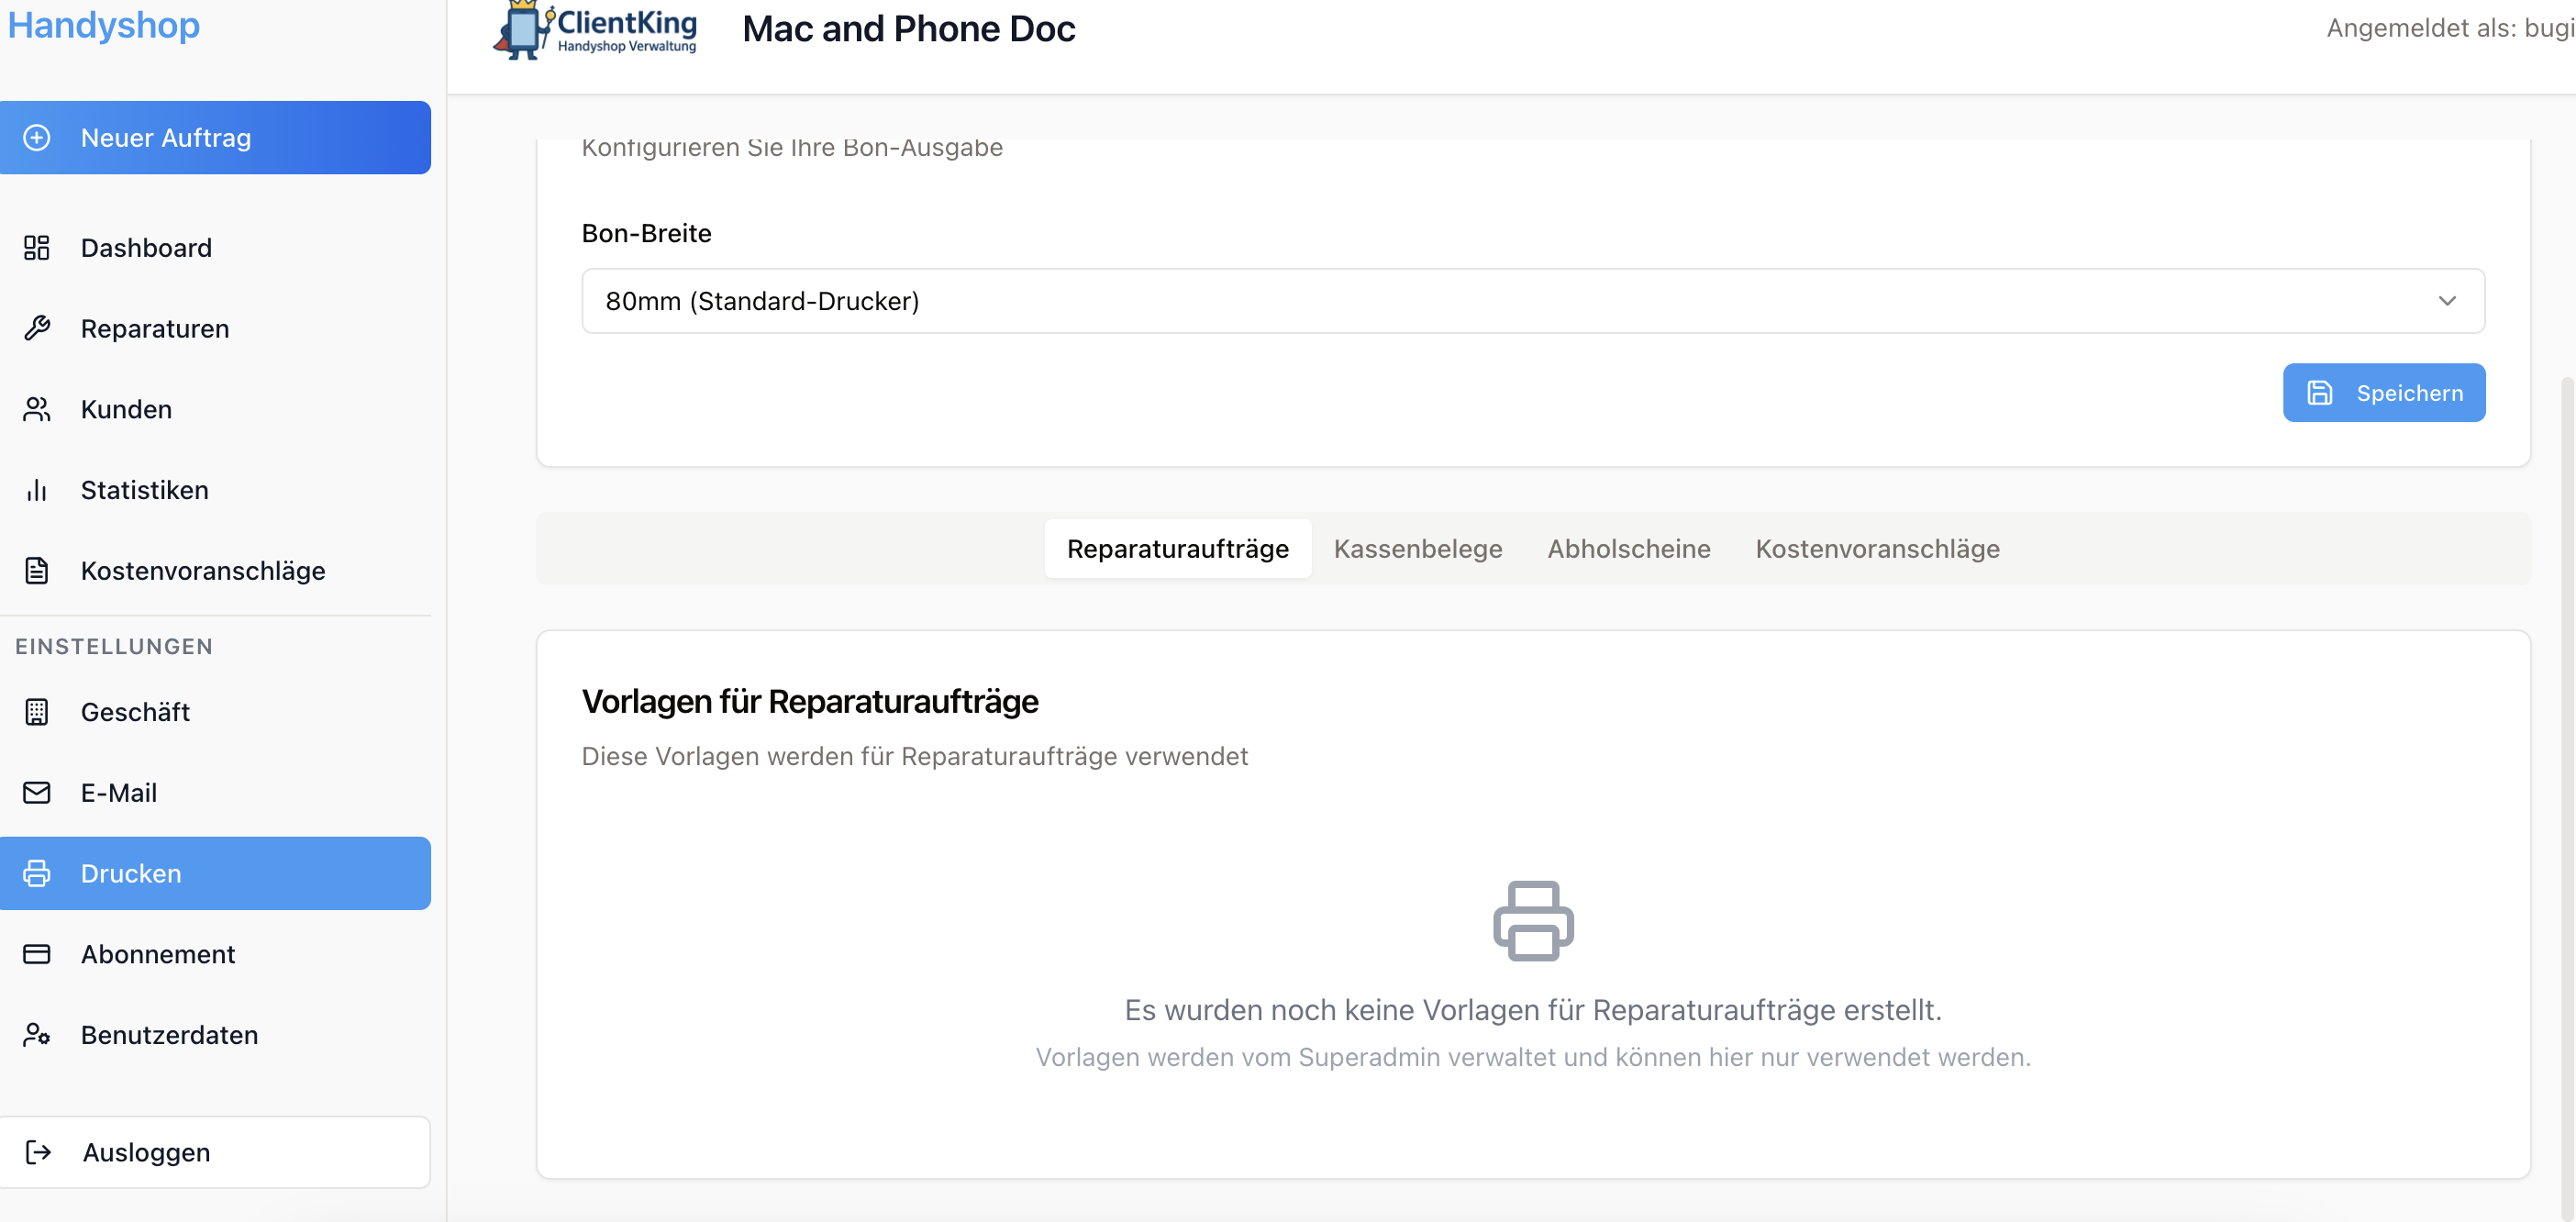 Handyshop
Neuer Auftrag
Dashboard
Reparaturen
Kunden
Statistiken
Kostenvoranschläge
EINSTELLUNGEN
Geschäft
E-Mail
Drucken
Abonnement
Benutzerdaten
Ausloggen
ClientKing
Handyshop Verwaltung
Mac and Phone Doc
Angemeldet als: bugi
Konfigurieren Sie Ihre Bon-Ausgabe
Bon-Breite
80mm (Standard-Drucker)
Speichern
Reparaturaufträge Kassenbelege Abholscheine Kostenvoranschläge
Vorlagen für Reparaturaufträge
Diese Vorlagen werden für Reparaturaufträge verwendet
Es wurden noch keine Vorlagen für Reparaturaufträge erstellt.
Vorlagen werden vom Superadmin verwaltet und können hier nur verwendet werden.